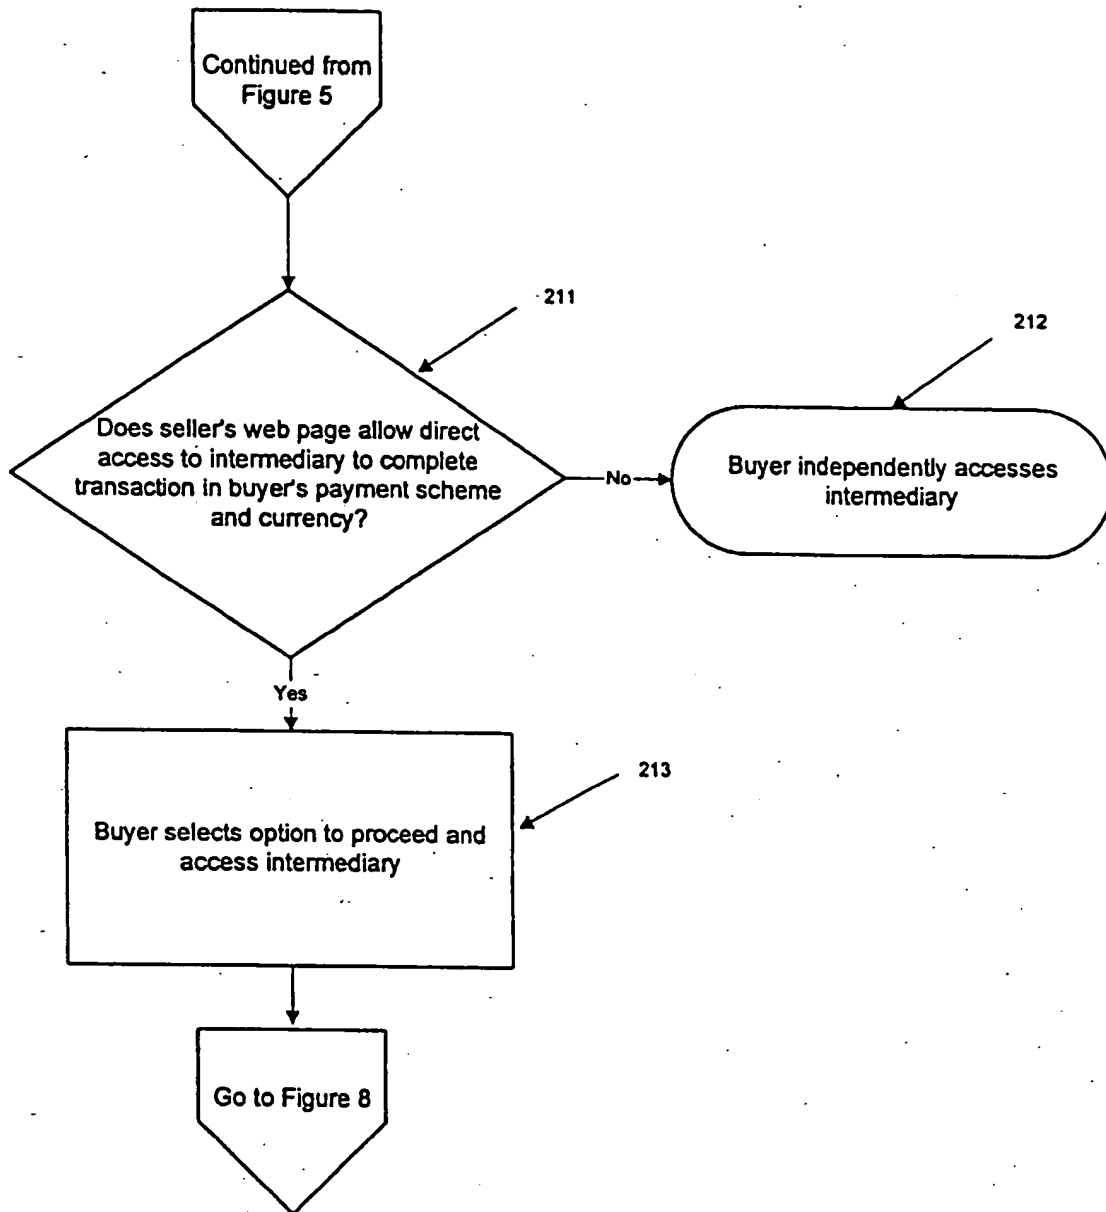 Continued from
Figure 5
211
212
Does seller's web page allow direct
access to intermediary to complete
transaction in buyer's payment scheme
and currency?
No
Buyer independently accesses
intermediary
Yes
213
Buyer selects option to proceed and
access intermediary
Go to Figure 8